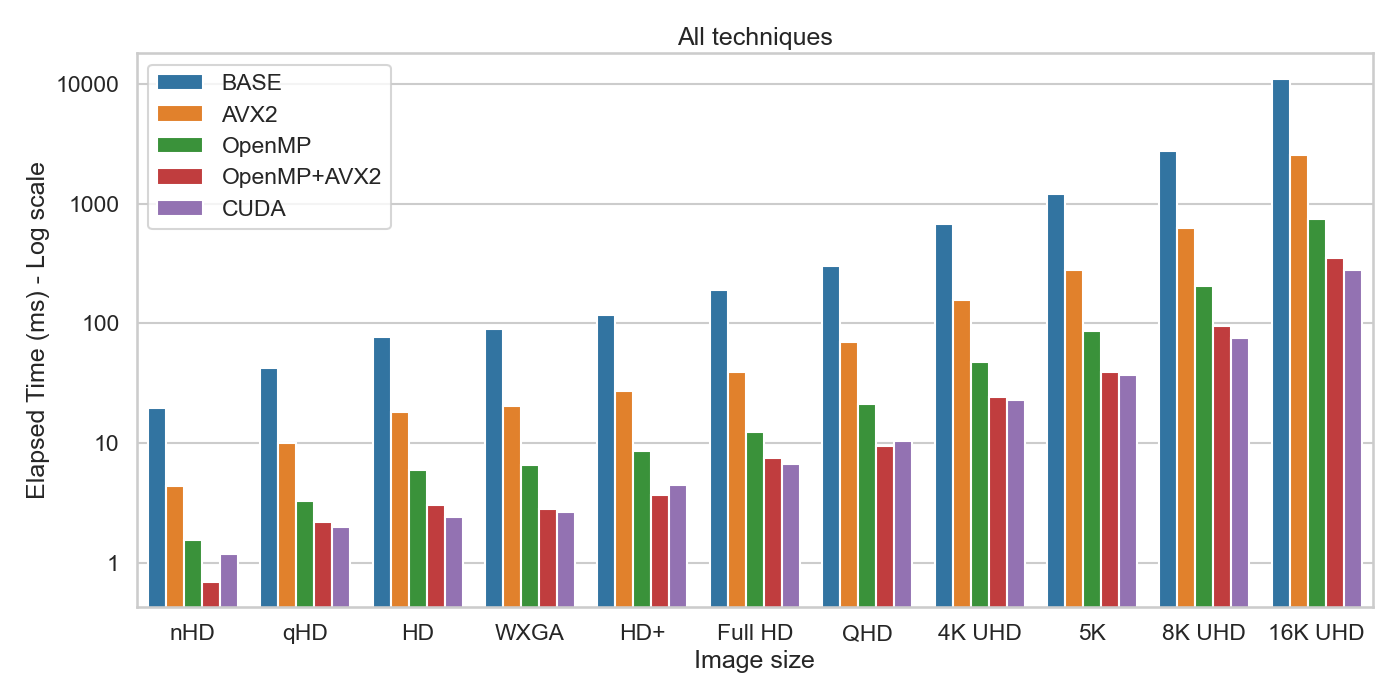 All techniques
Elapsed Time (ms) - Log scale
10000
1000
100
10
1
BASE
AVX2
OpenMP
OpenMP+AVX2
CUDA
nHD qHD HD WXGA HD+ Full HD QHD 4K UHD 5K 8K UHD 16K UHD
Image size